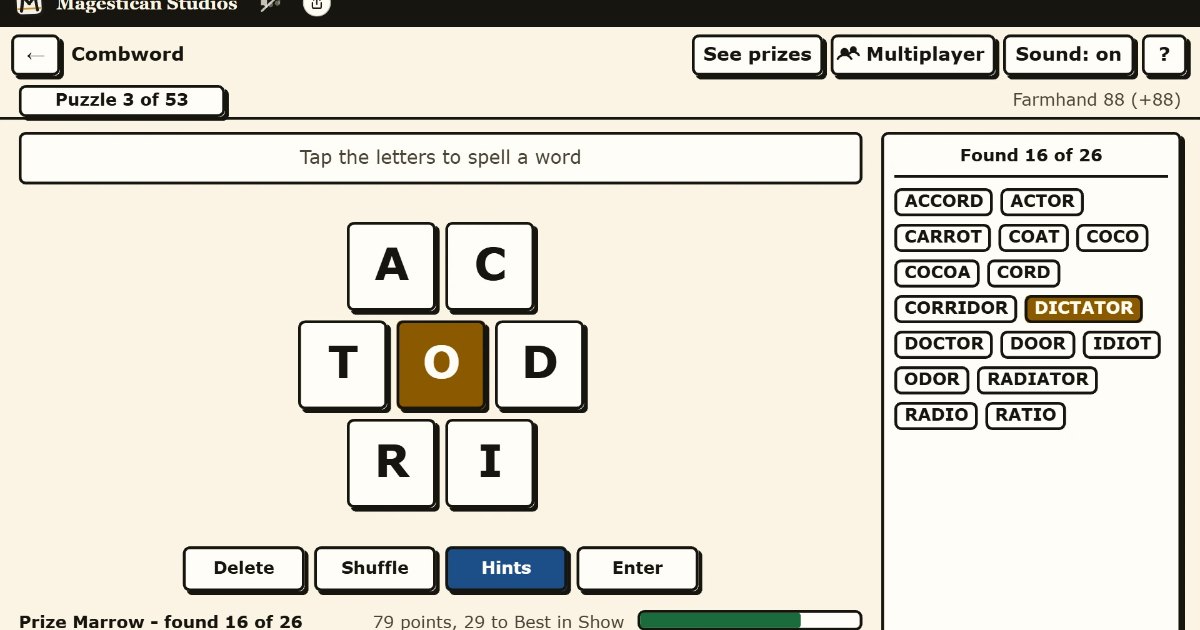 Magestican Studios
← Combword See prizes Multiplayer Sound: on ?
Puzzle 3 of 53 Farmhand 88 (+88)
Tap the letters to spell a word
A C
T O D
R I
Delete Shuffle Hints Enter
Prize Marrow - found 16 of 26 79 points, 29 to Best in Show
Found 16 of 26
ACCORD ACTOR
CARROT COAT COCO
COCOA CORD
CORRIDOR DICTATOR
DOCTOR DOOR IDIOT
ODOR RADIATOR
RADIO RATIO